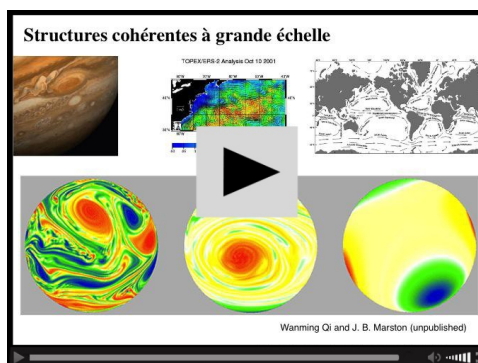 Structures cohérentes à grande échelle
TOPEX/ERS-2 Analysis Oct 10 2001
Wanming Qi and J. B. Marston (unpublished)